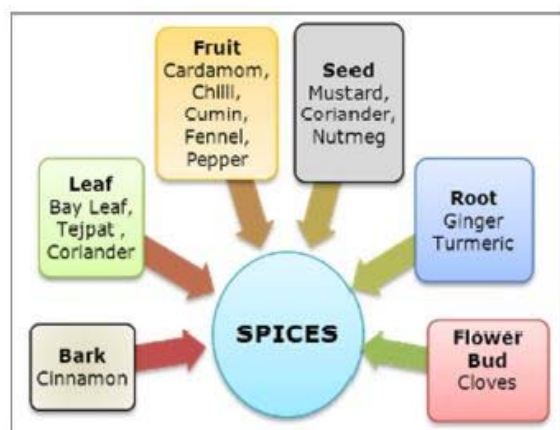 Fruit
Cardamom,
Chilli,
Cumin,
Fennel,
Pepper
Seed
Mustard,
Coriander,
Nutmeg
Leaf
Bay Leaf,
Tejpat ,
Coriander
Root
Ginger
Turmeric
SPICES
Bark
Cinnamon
Flower
Bud
Cloves